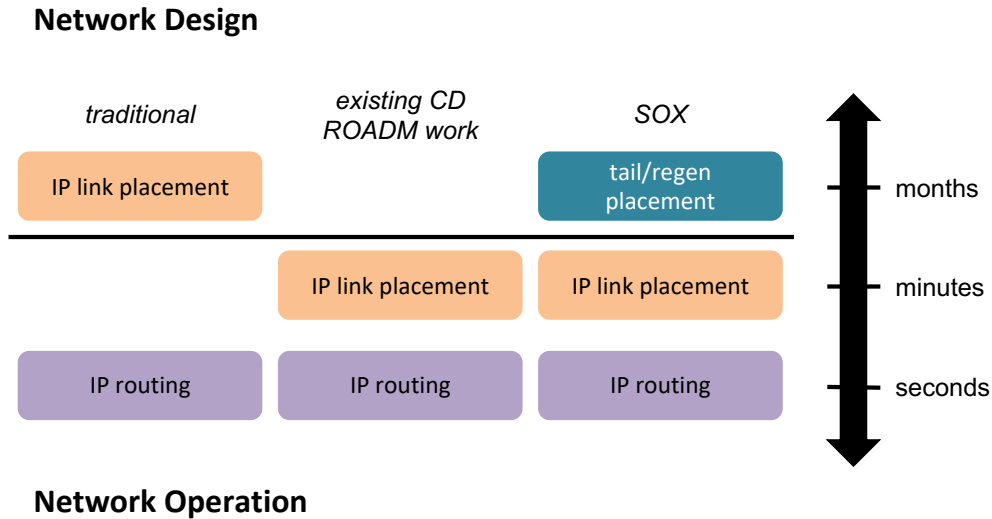 Network Design
traditional
existing CD
ROADM work
SOX
IP link placement
tail/regen
placement
months
IP link placement
IP link placement
minutes
IP routing
IP routing
IP routing
seconds
Network Operation